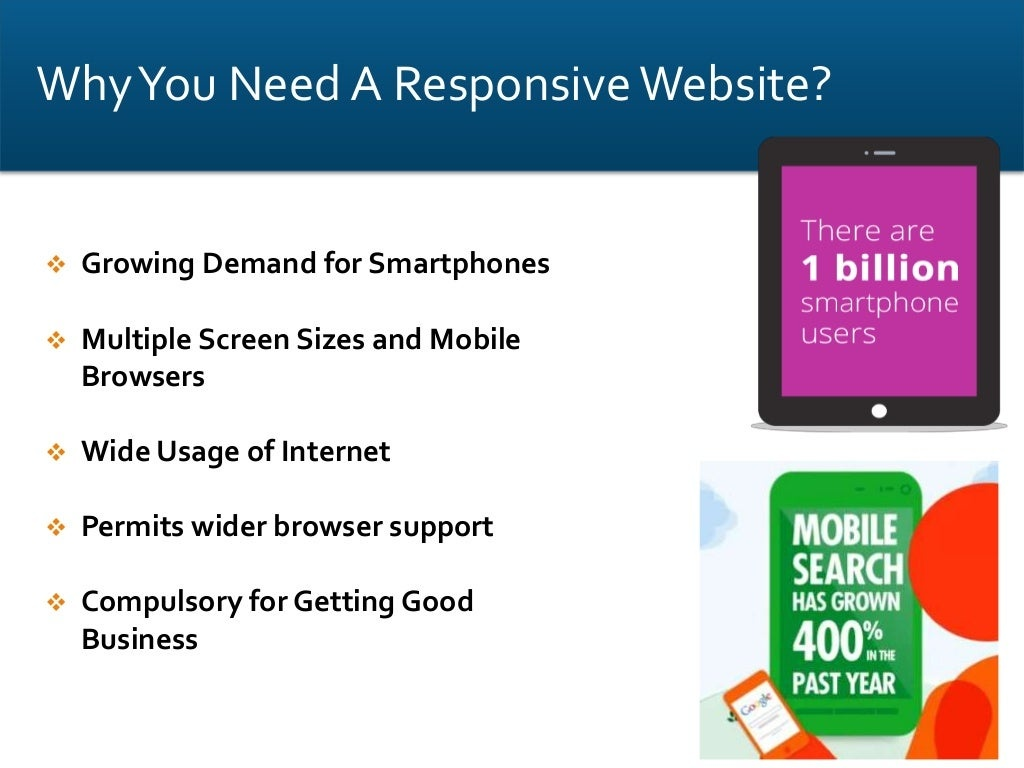 Why You Need A Responsive Website?
Growing Demand for Smartphones
Multiple Screen Sizes and Mobile
Browsers
Wide Usage of Internet
Permits wider browser support
Compulsory for Getting Good
Business
There are
1 billion
smartphone
users
MOBILE
SEARCH
HAS GROWN
400%
IN THE
PAST YEAR
Google